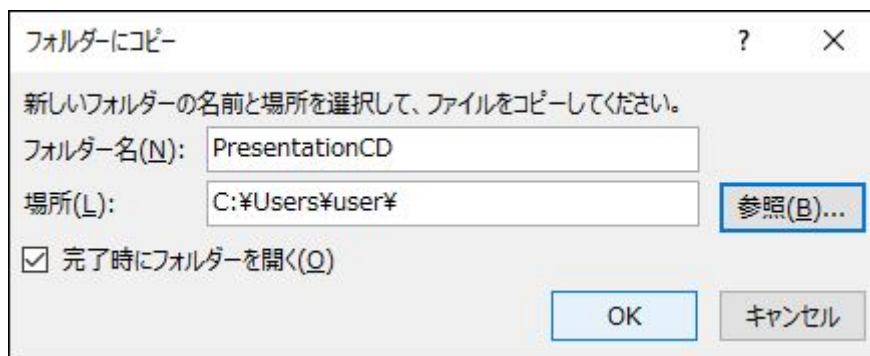 フォルダーにコピー
?
新しいフォルダーの名前と場所を選択して、ファイルをコピーしてください。
フォルダー名(N): PresentationCD
場所(L): C:¥Users¥user¥ 参照(B)...
完了時にフォルダーを開く(O)
OK キャンセル